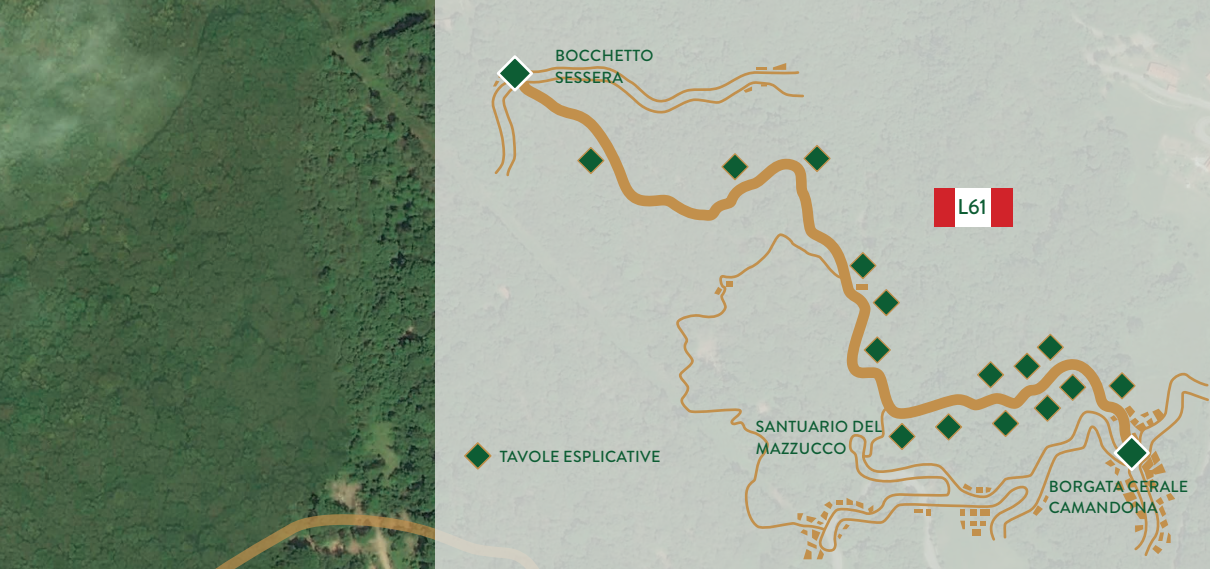 BOCCHETTO
SESSERA
L61
SANTUARIO DEL
MAZZUCCO
TAVOLE ESPLICATIVE
BORGATA CERALE
CAMANDONA